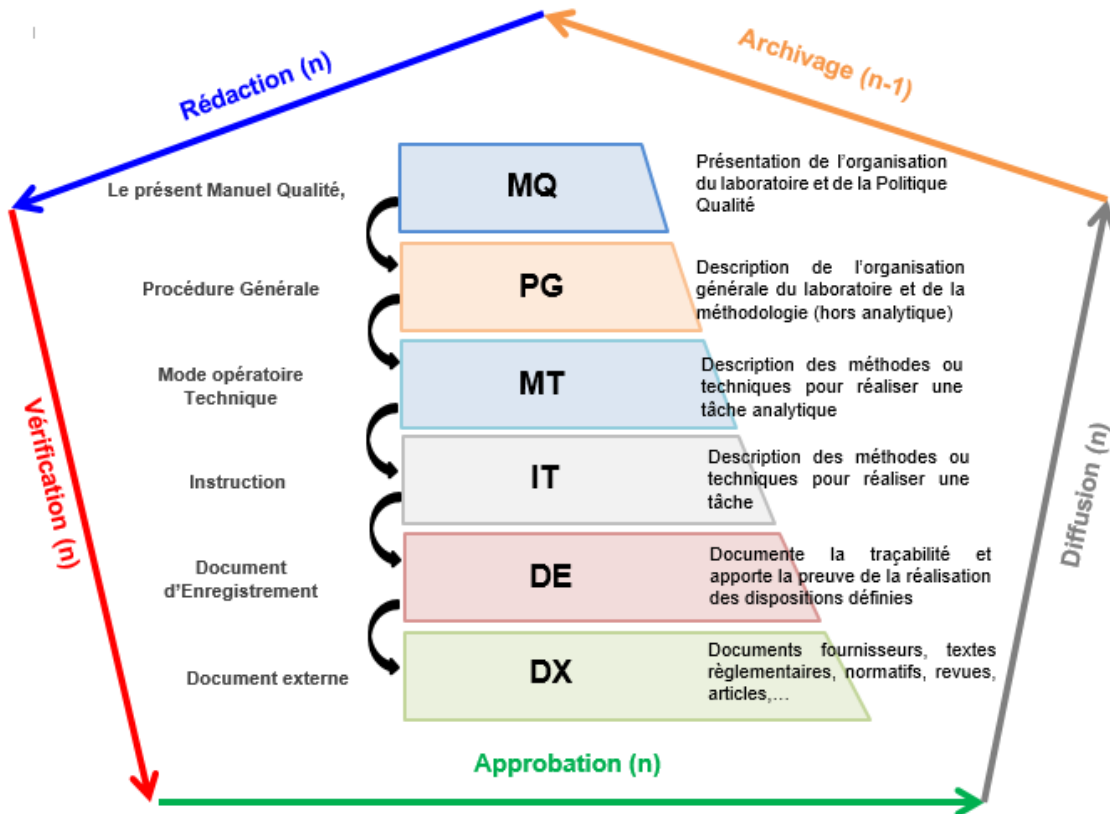 Rédaction (n)
Archivage (n-1)
Le présent Manuel Qualité,
MQ
Présentation de l'organisation
du laboratoire et de la Politique
Qualité
Procédure Générale
PG
Description de l'organisation
générale du laboratoire et de la
méthodologie (hors analytique)
Mode opératoire
Technique
MT
Description des méthodes ou
techniques pour réaliser une
tâche analytique
Instruction
IT
Description des méthodes ou
techniques pour réaliser une
tâche
Document
d'Enregistrement
DE
Documente la traçabilité et
apporte la preuve de la réalisation
des dispositions définies
Document externe
DX
Documents fournisseurs, textes
règlementaires, normatifs, revues,
articles,…
Vérification (n)
Diffusion (n)
Approbation (n)